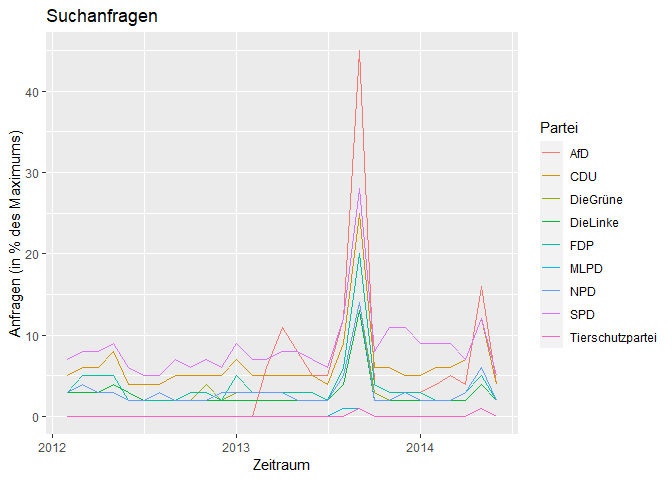 Suchanfragen
Anfragen (in % des Maximums)
40
30
20
10
0
2012
2013
2014
Zeitraum
Partei
AfD
CDU
DieGrüne
DieLinke
FDP
MLPD
NPD
SPD
Tierschutzpartei